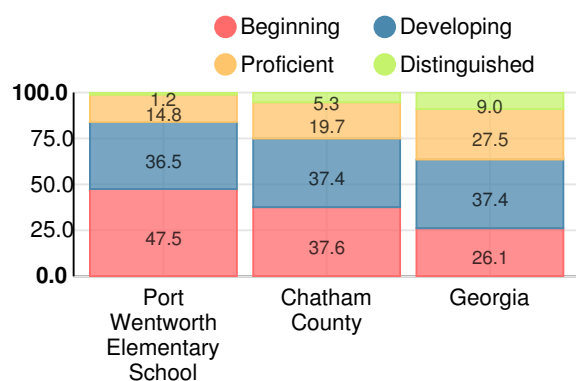 Beginning
Developing
Proficient
Distinguished
100.0
75.0
50.0
25.0
0.0
1.2
14.8
36.5
47.5
5.3
19.7
37.4
37.6
9.0
27.5
37.4
26.1
Port
Wentworth
Elementary
School
Chatham
County
Georgia